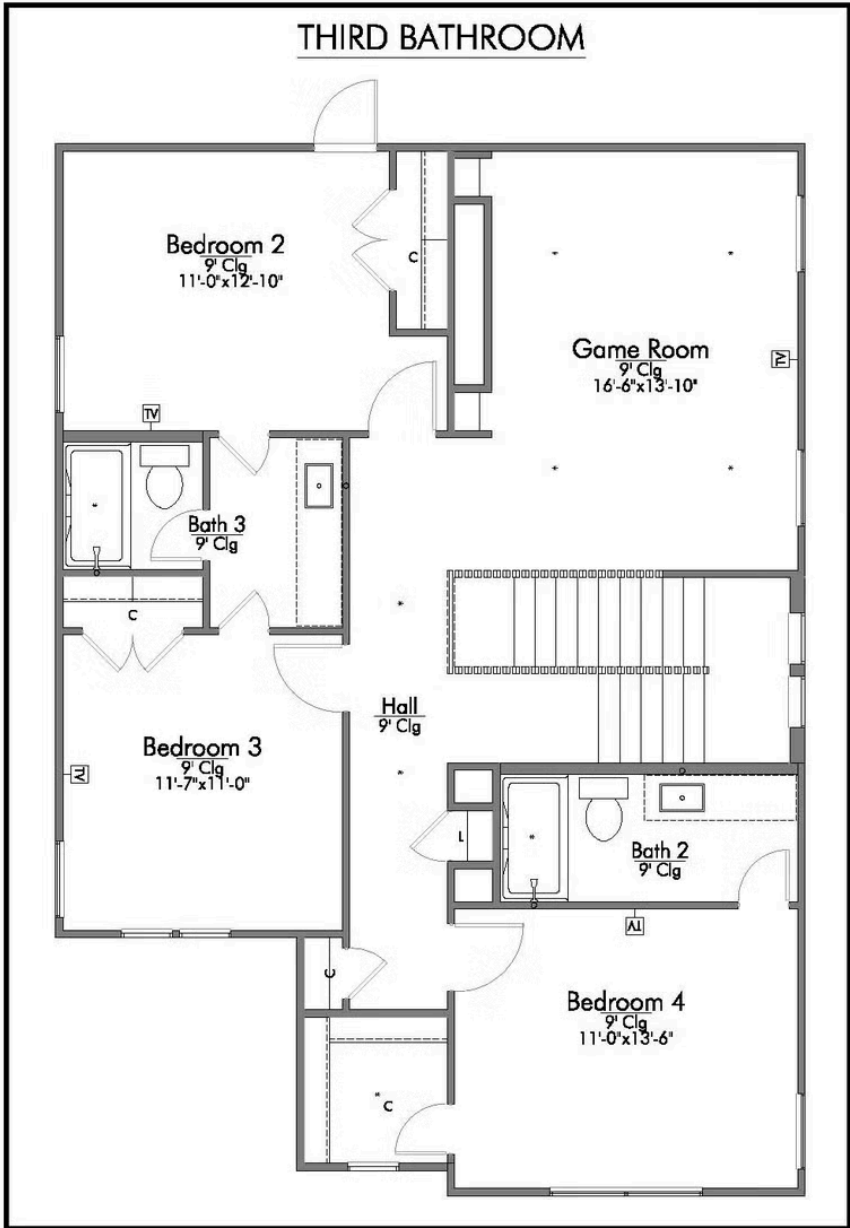 THIRD BATHROOM
Bedroom 2
9' Clg
11'-0"x12'-10"
C
Game Room
9' Clg
16'-6"x13'-10"
TV
TV
Bath 3
9' Clg
C
Hall
9' Clg
Bedroom 3
9' Clg
11'-7"x11'-0"
TV
L
Bath 2
9' Clg
TV
C
Bedroom 4
9' Clg
11'-0"x13'-6"
C